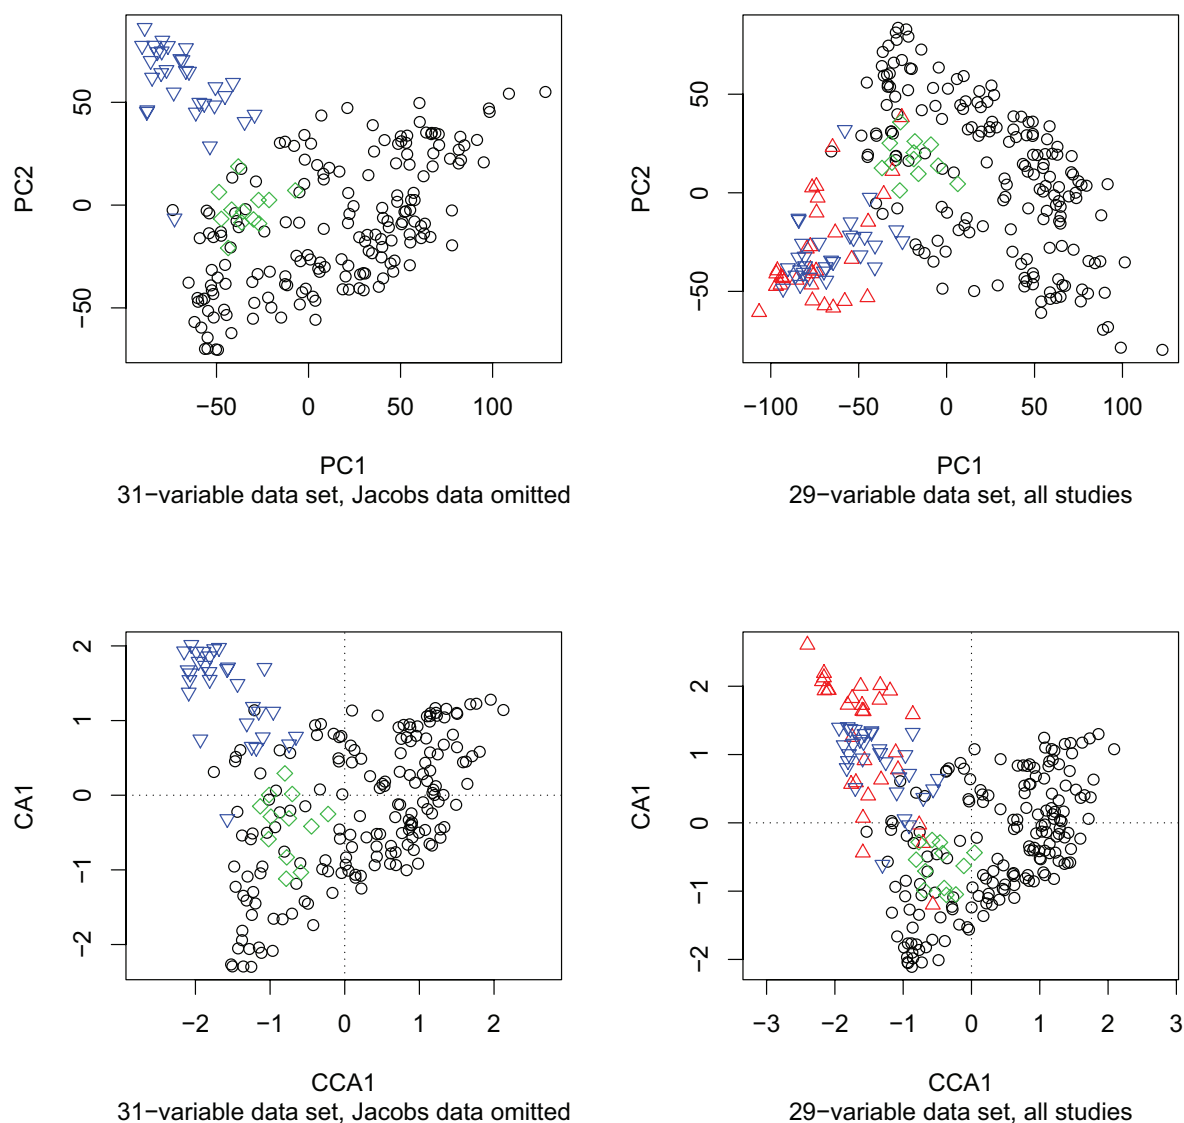 50
0
−50
PC2
−50 0 50 100
PC1
31−variable data set, Jacobs data omitted
50
0
−50
PC2
−100 −50 0 50 100
PC1
29−variable data set, all studies
2
1
0
−1
−2
CA1
−2 −1 0 1 2
CCA1
31−variable data set, Jacobs data omitted
2
1
0
−1
−2
CA1
−3 −2 −1 0 1 2 3
CCA1
29−variable data set, all studies